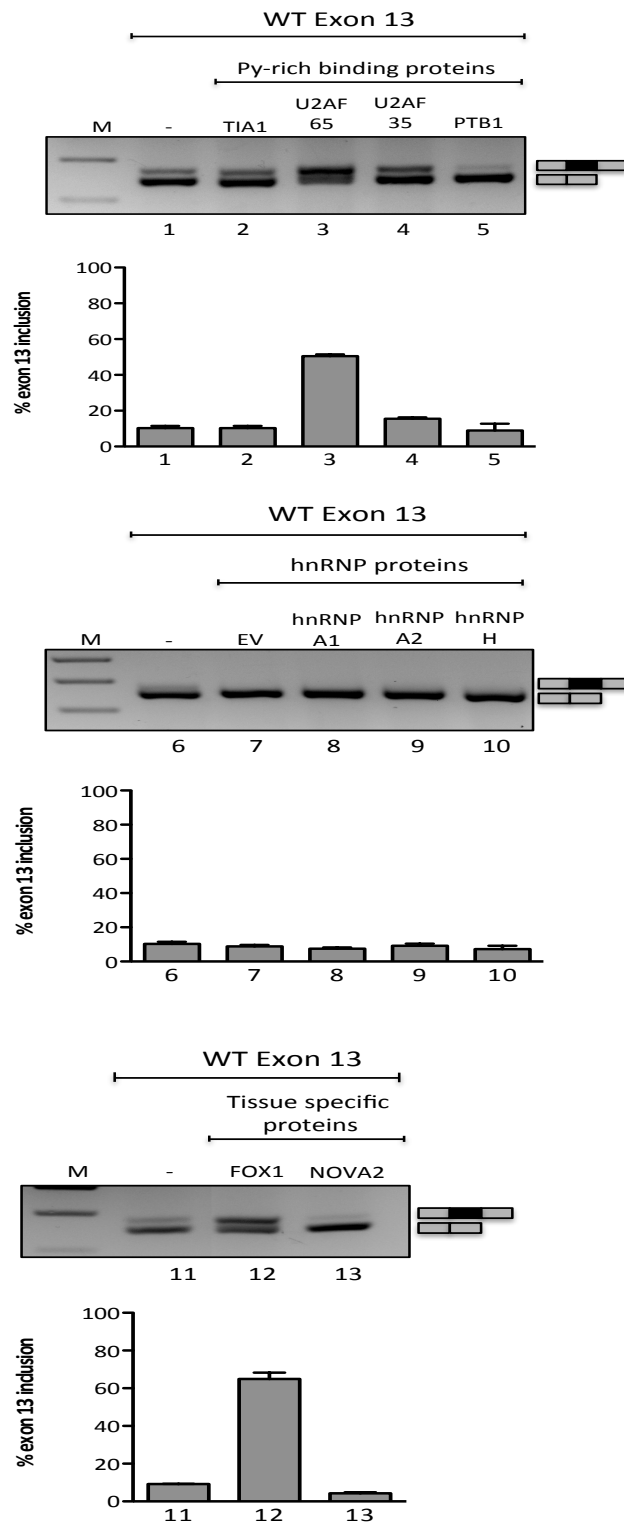 WT Exon 13
Py-rich binding proteins
M - TIA1 U2AF 65 U2AF 35 PTB1
1 2 3 4 5
% exon 13 inclusion
100
80
60
40
20
0
1 2 3 4 5
WT Exon 13
hnRNP proteins
M - EV hnRNP A1 hnRNP A2 hnRNP H
6 7 8 9 10
% exon 13 inclusion
100
80
60
40
20
0
6 7 8 9 10
WT Exon 13
Tissue specific
proteins
M - FOX1 NOVA2
11 12 13
% exon 13 inclusion
100
80
60
40
20
0
11 12 13